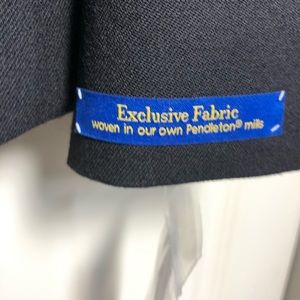 Exclusive Fabric
woven in our own Pendleton® mills